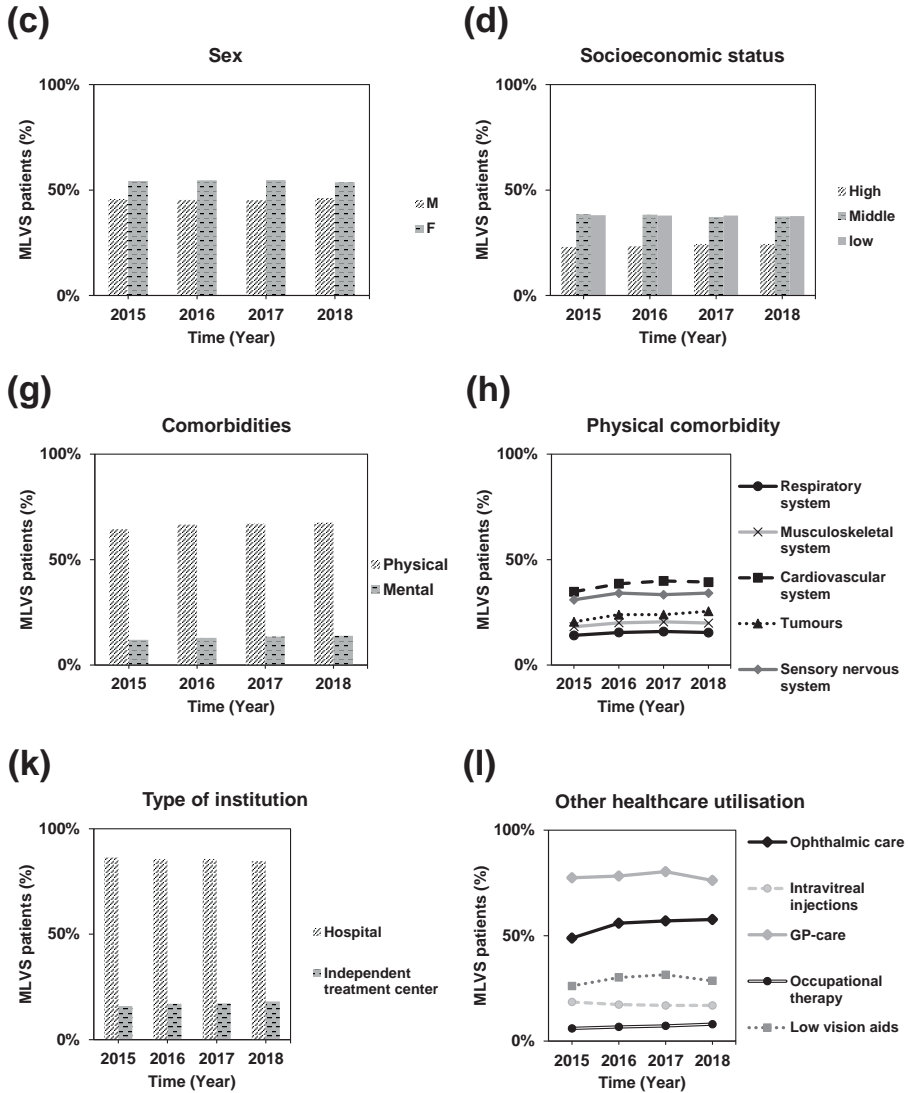 (c)
Sex
100%
50%
0%
MLVS patients (%)
2015 2016 2017 2018
Time (Year)
M
F
(d)
Socioeconomic status
100%
50%
0%
MLVS patients (%)
2015 2016 2017 2018
Time (Year)
High
Middle
low
(g)
Comorbidities
100%
50%
0%
MLVS patients (%)
2015 2016 2017 2018
Time (Year)
Physical
Mental
(h)
Physical comorbidity
100%
50%
0%
MLVS patients (%)
2015 2016 2017 2018
Time (Year)
Respiratory
system
Musculoskeletal
system
Cardiovascular
system
Tumours
Sensory nervous
system
(k)
Type of institution
100%
50%
0%
MLVS patients (%)
2015 2016 2017 2018
Time (Year)
Hospital
Independent
treatment center
(l)
Other healthcare utilisation
100%
50%
0%
MLVS patients (%)
2015 2016 2017 2018
Time (Year)
Ophthalmic care
Intravitreal
injections
GP-care
Occupational
therapy
Low vision aids